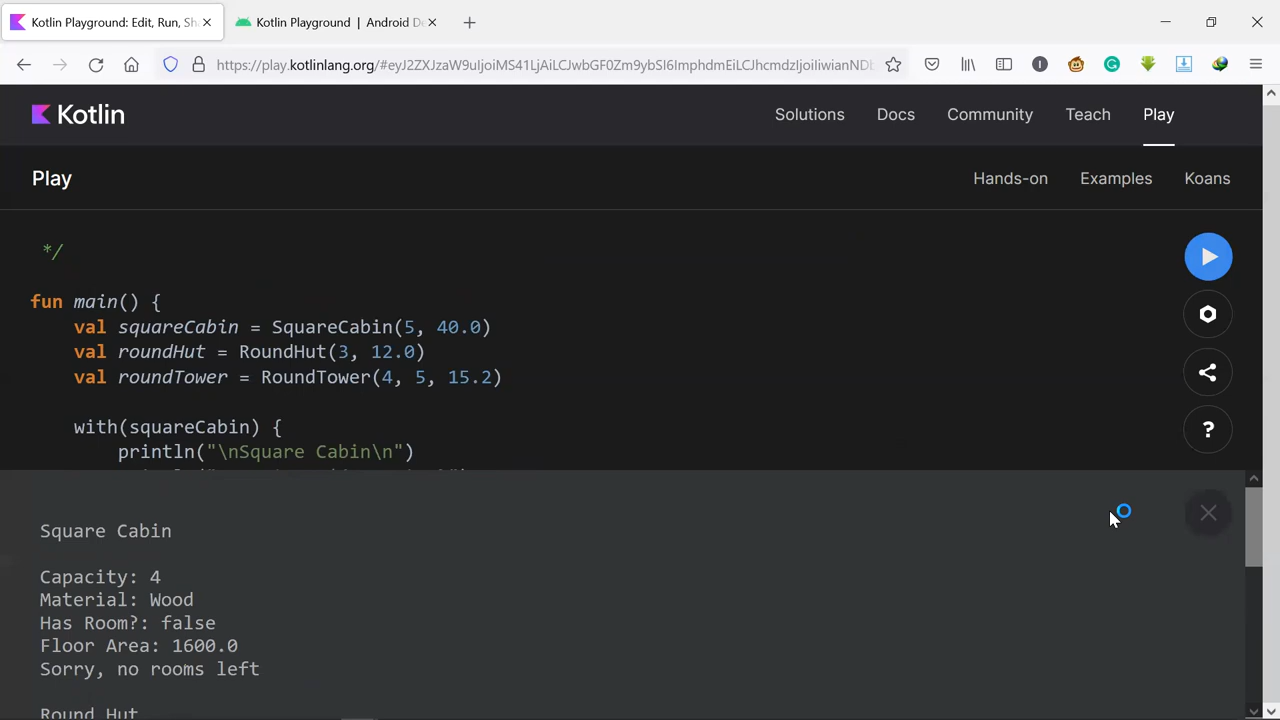 Kotlin Playground: Edit, Run, Sh
Kotlin Playground | Android De
https://play.kotlinlang.org/#eyJ2ZXJzaW9uIjoiMS41LjAiLCJwbGF0Zm9ybSI6ImphdmEiLCJhcmdzIjoiIiwianNDb
Kotlin
Solutions
Docs
Community
Teach
Play
Play
Hands-on
Examples
Koans
*/
fun main() {
val squareCabin = SquareCabin(5, 40.0)
val roundHut = RoundHut(3, 12.0)
val roundTower = RoundTower(4, 5, 15.2)
with(squareCabin) {
println("\nSquare Cabin\n")
?
Square Cabin
Capacity: 4
Material: Wood
Has Room?: false
Floor Area: 1600.0
Sorry, no rooms left
Round Hut